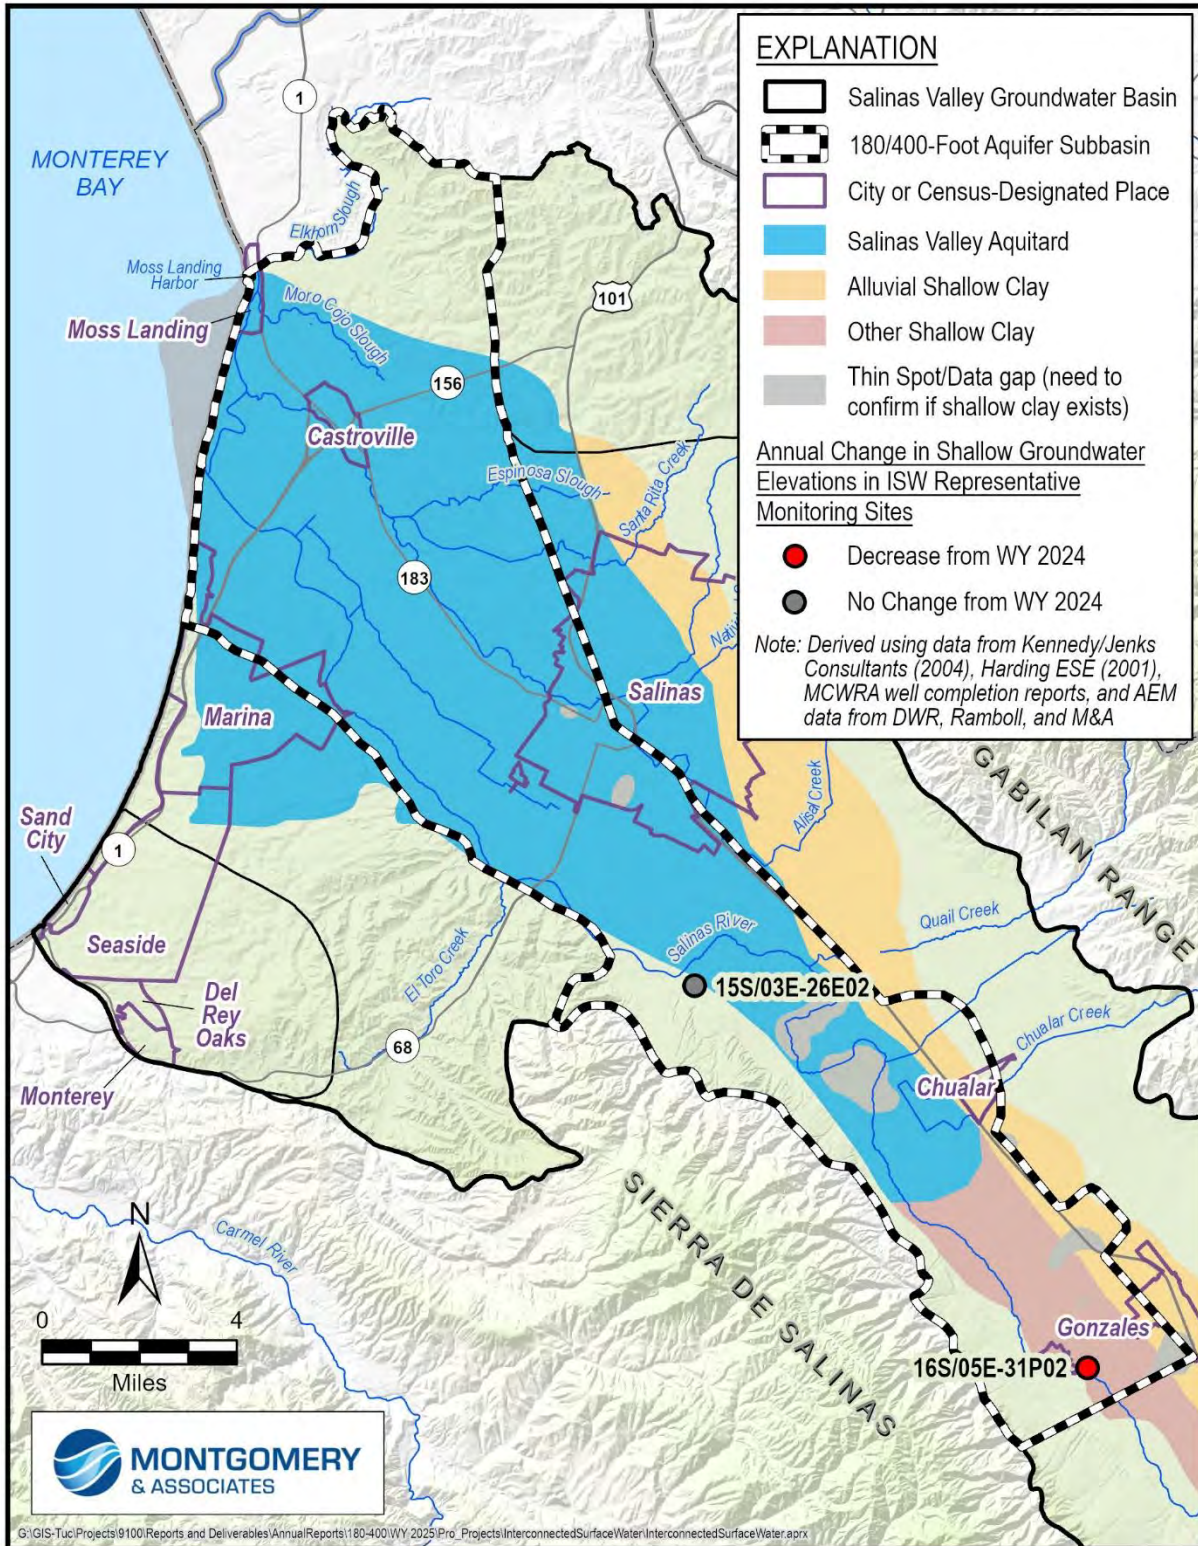 EXPLANATION
Salinas Valley Groundwater Basin
180/400-Foot Aquifer Subbasin
City or Census-Designated Place
Salinas Valley Aquitard
Alluvial Shallow Clay
Other Shallow Clay
Thin Spot/Data gap (need to
confirm if shallow clay exists)
Annual Change in Shallow Groundwater
Elevations in ISW Representative
Monitoring Sites
Decrease from WY 2024
No Change from WY 2024
Note: Derived using data from Kennedy/Jenks
Consultants (2004), Harding ESE (2001),
MCWRA well completion reports, and AEM
data from DWR, Ramboll, and M&A
1
MONTEREY
BAY
Elkhorn Slough
Moss Landing
Harbor
Moss Landing
Moro Cojo Slough
101
156
Castroville
Espinosa Slough
Santa Rita Creek
183
Salinas
Marina
Alisal Creek
GABILAN RANGE
Sand
City
1
Seaside
Quail Creek
Salinas River
El Toro Creek
15S/03E-26E02
Del
Rey
Oaks
Chualar Creek
68
Monterey
Chualar
SIERRA DE SALINAS
N
Carmel River
0
4
Miles
Gonzales
16S/05E-31P02
MONTGOMERY
& ASSOCIATES
G:\GIS-Tuc\Projects\9100\Reports and Deliverables\AnnualReports\180-400\WY 2025\Pro_Projects\InterconnectedSurfaceWater\InterconnectedSurfaceWater.aprx